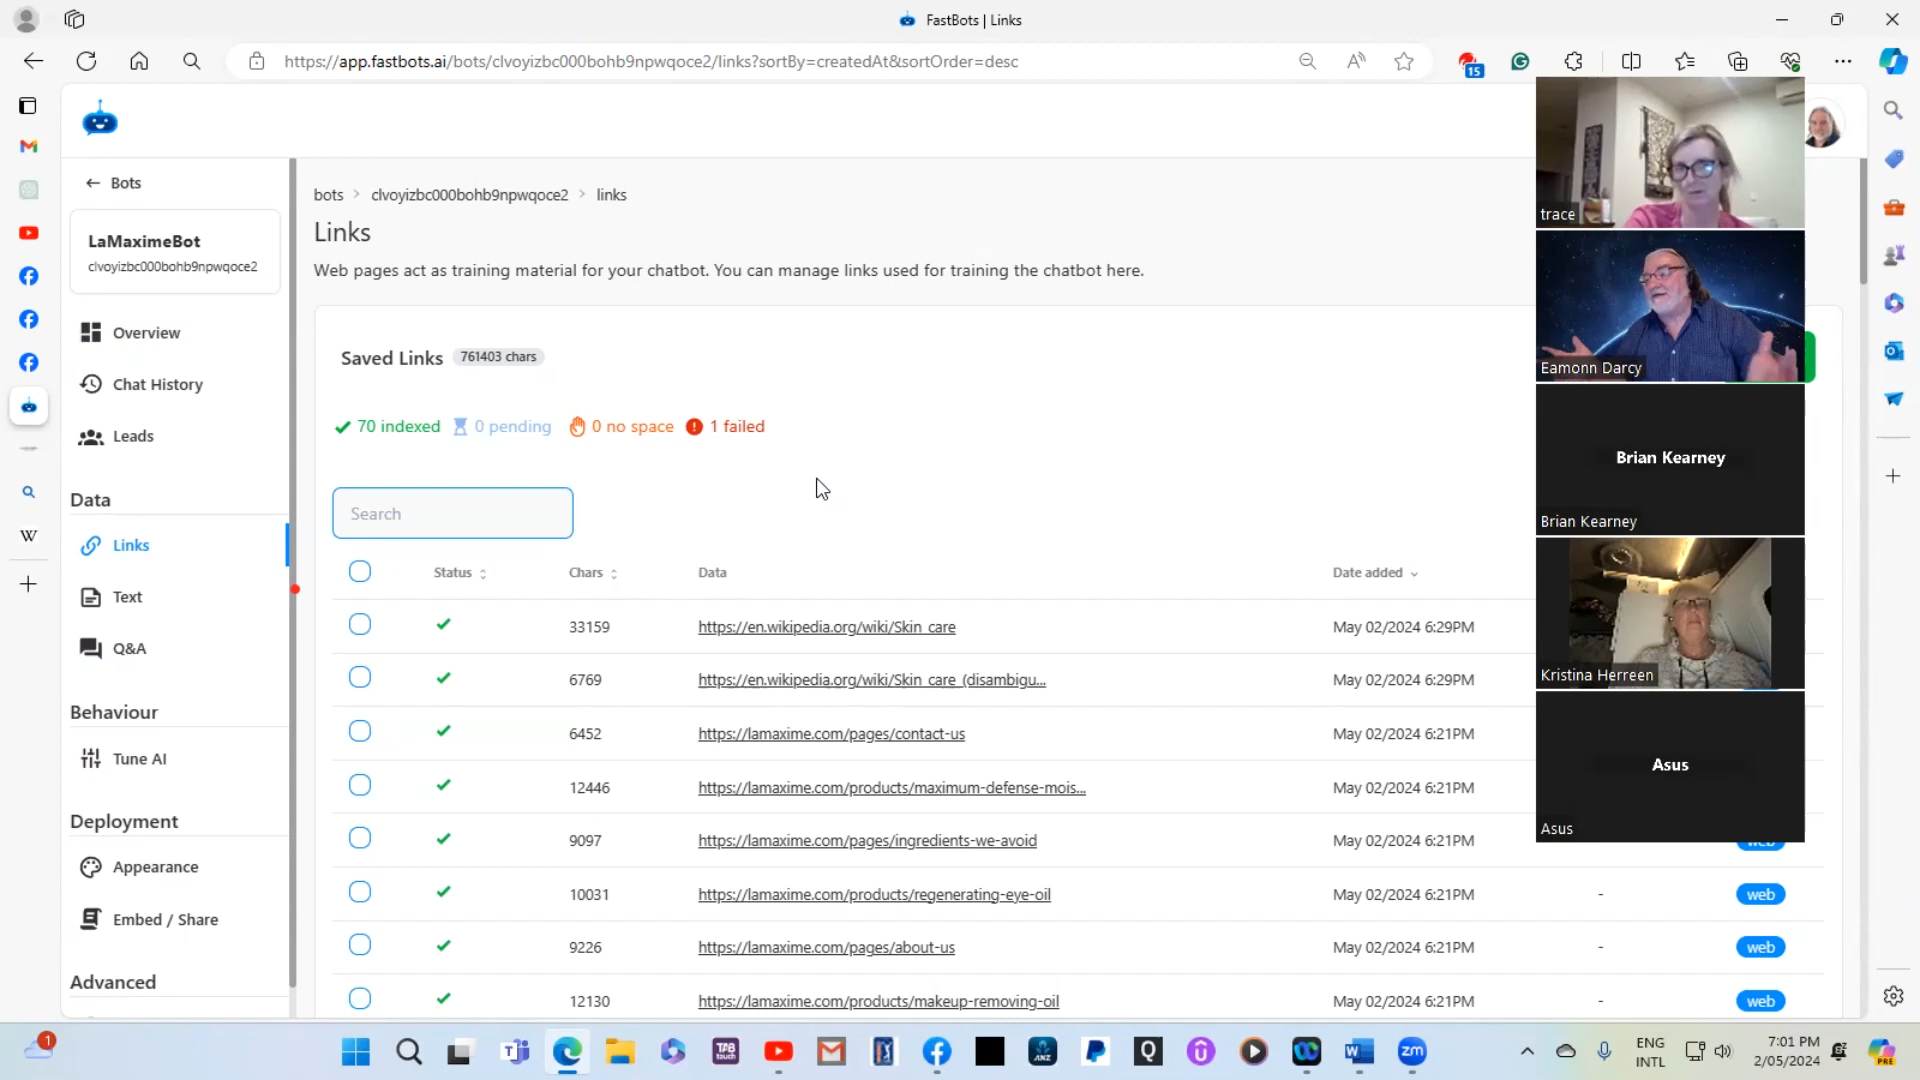 FastBots | Links
https://app.fastbots.ai/bots/clvoyizbc000bohb9npwqoce2/links?sortBy=createdAt&sortOrder=desc
15
Bots
LaMaximeBot
clvoyizbc000bohb9npwqoce2
Overview
Chat History
Leads
Data
Links
Text
Q&A
Behaviour
Tune AI
Deployment
Appearance
Embed / Share
Advanced
bots > clvoyizbc000bohb9npwqoce2 > links
Links
Web pages act as training material for your chatbot. You can manage links used for training the chatbot here.
Saved Links 761403 chars
70 indexed 0 pending 0 no space 1 failed
Search
Status Chars Data Date added
33159 https://en.wikipedia.org/wiki/Skin_care May 02/2024 6:29PM
6769 https://en.wikipedia.org/wiki/Skin_care_(disambigu... May 02/2024 6:29PM
6452 https://lamaxime.com/pages/contact-us May 02/2024 6:21PM
12446 https://lamaxime.com/products/maximum-defense-mois... May 02/2024 6:21PM
9097 https://lamaxime.com/pages/ingredients-we-avoid May 02/2024 6:21PM
10031 https://lamaxime.com/products/regenerating-eye-oil May 02/2024 6:21PM - web
9226 https://lamaxime.com/pages/about-us May 02/2024 6:21PM - web
12130 https://lamaxime.com/products/makeup-removing-oil May 02/2024 6:21PM - web
trace
Eamonn Darcy
Brian Kearney
Brian Kearney
Kristina Herreen
Asus
Asus
W
1
TAB
touch
ANZ
Q
W
zm
ENG
INTL
7:01 PM
2/05/2024
PRE